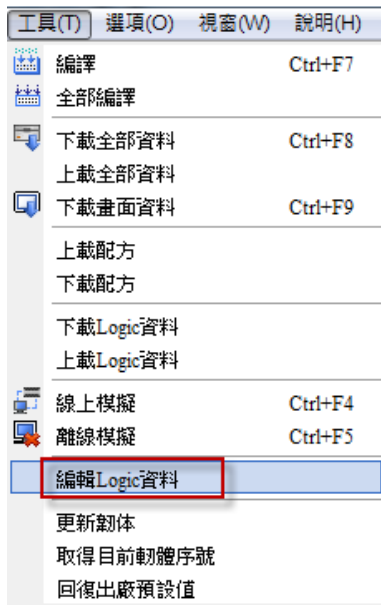 工具(T) 選項(O) 視窗(W) 說明(H)
編譯 Ctrl+F7
全部編譯
下載全部資料 Ctrl+F8
上載全部資料
下載畫面資料 Ctrl+F9
上載配方
下載配方
下載Logic資料
上載Logic資料
線上模擬 Ctrl+F4
離線模擬 Ctrl+F5
編輯Logic資料
更新韌体
取得目前軔體序號
回復出廠預設值